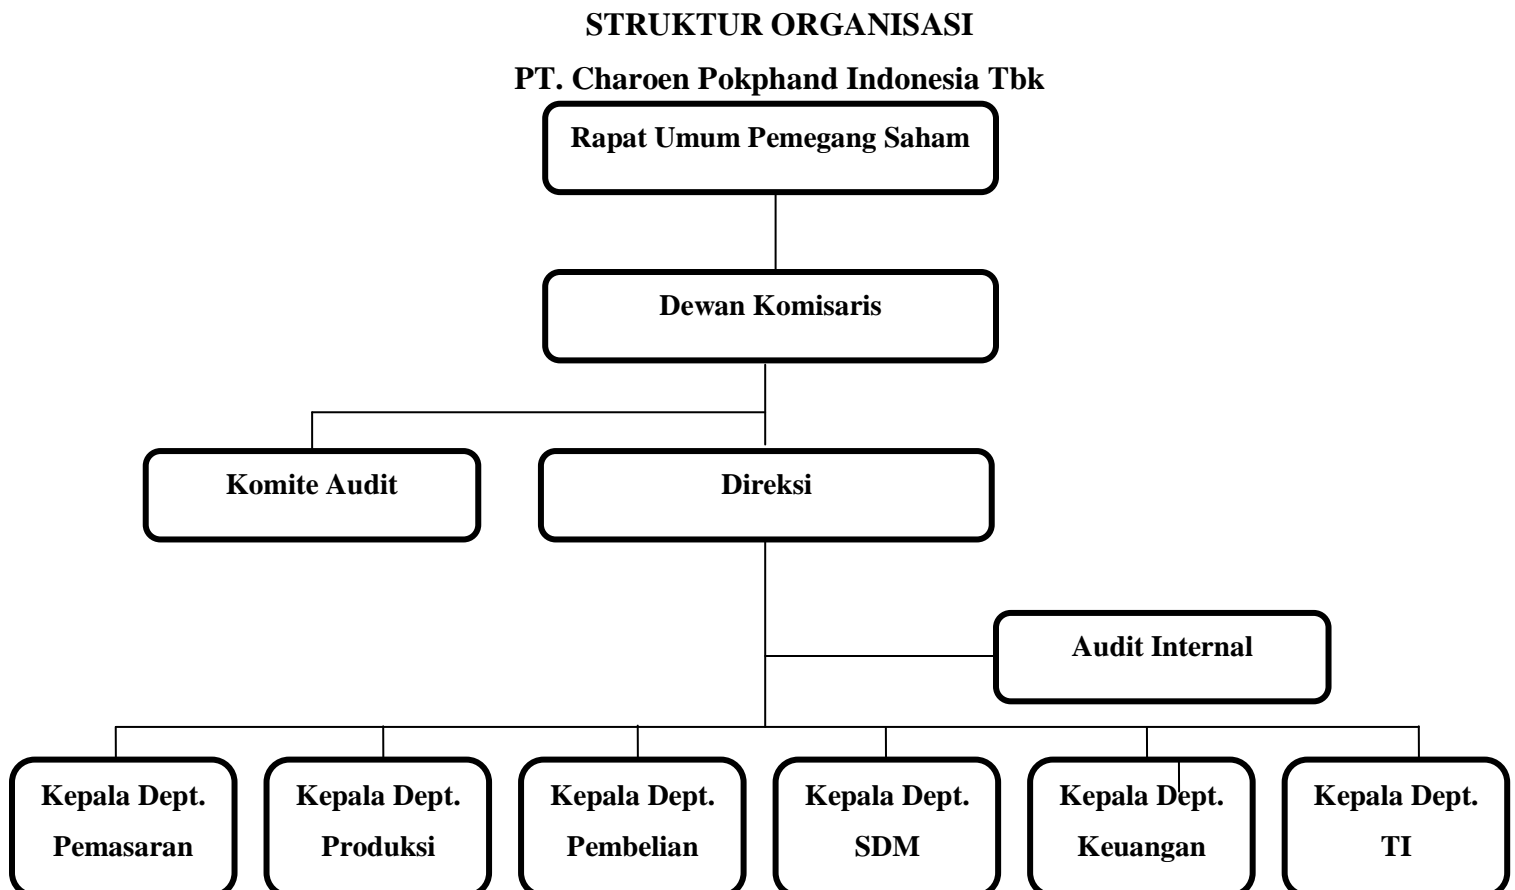 STRUKTUR ORGANISASI
PT. Charoen Pokphand Indonesia Tbk
Rapat Umum Pemegang Saham
Dewan Komisaris
Komite Audit
Direksi
Audit Internal
Kepala Dept.
Pemasaran
Kepala Dept.
Produksi
Kepala Dept.
Pembelian
Kepala Dept.
SDM
Kepala Dept.
Keuangan
Kepala Dept.
TI